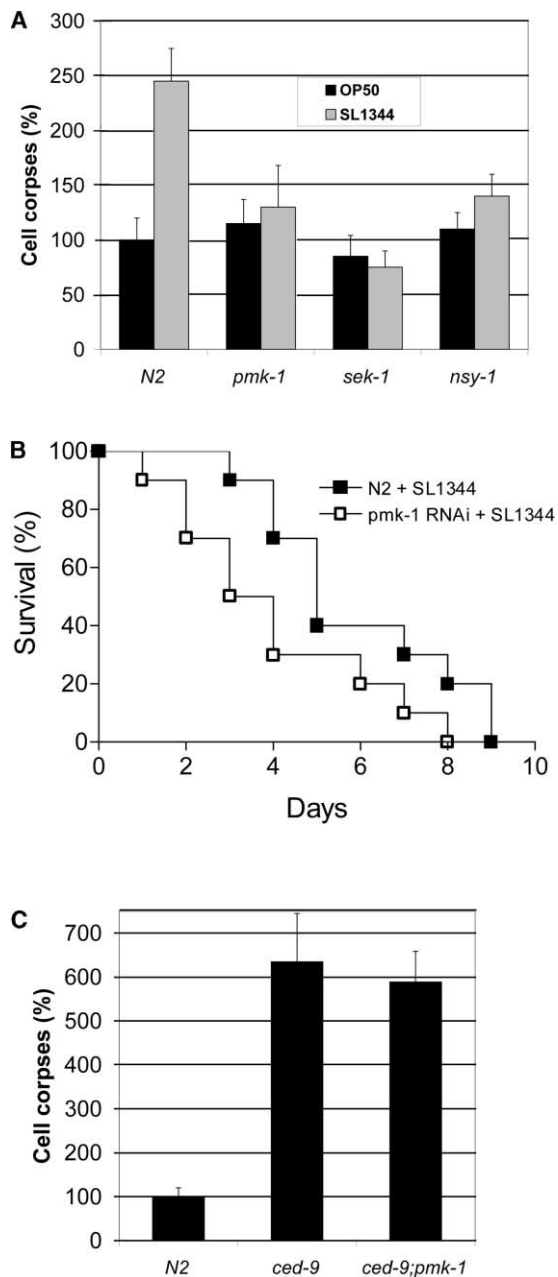 A
300
250
200
150
100
50
0
Cell corpses (%)
OP50
SL1344
N2 pmk-1 sek-1 nsy-1
B
100
80
60
40
20
0
Survival (%)
N2 + SL1344
pmk-1 RNAi + SL1344
0 2 4 6 8 10
Days
C
700
600
500
400
300
200
100
0
Cell corpses (%)
N2 ced-9 ced-9;pmk-1